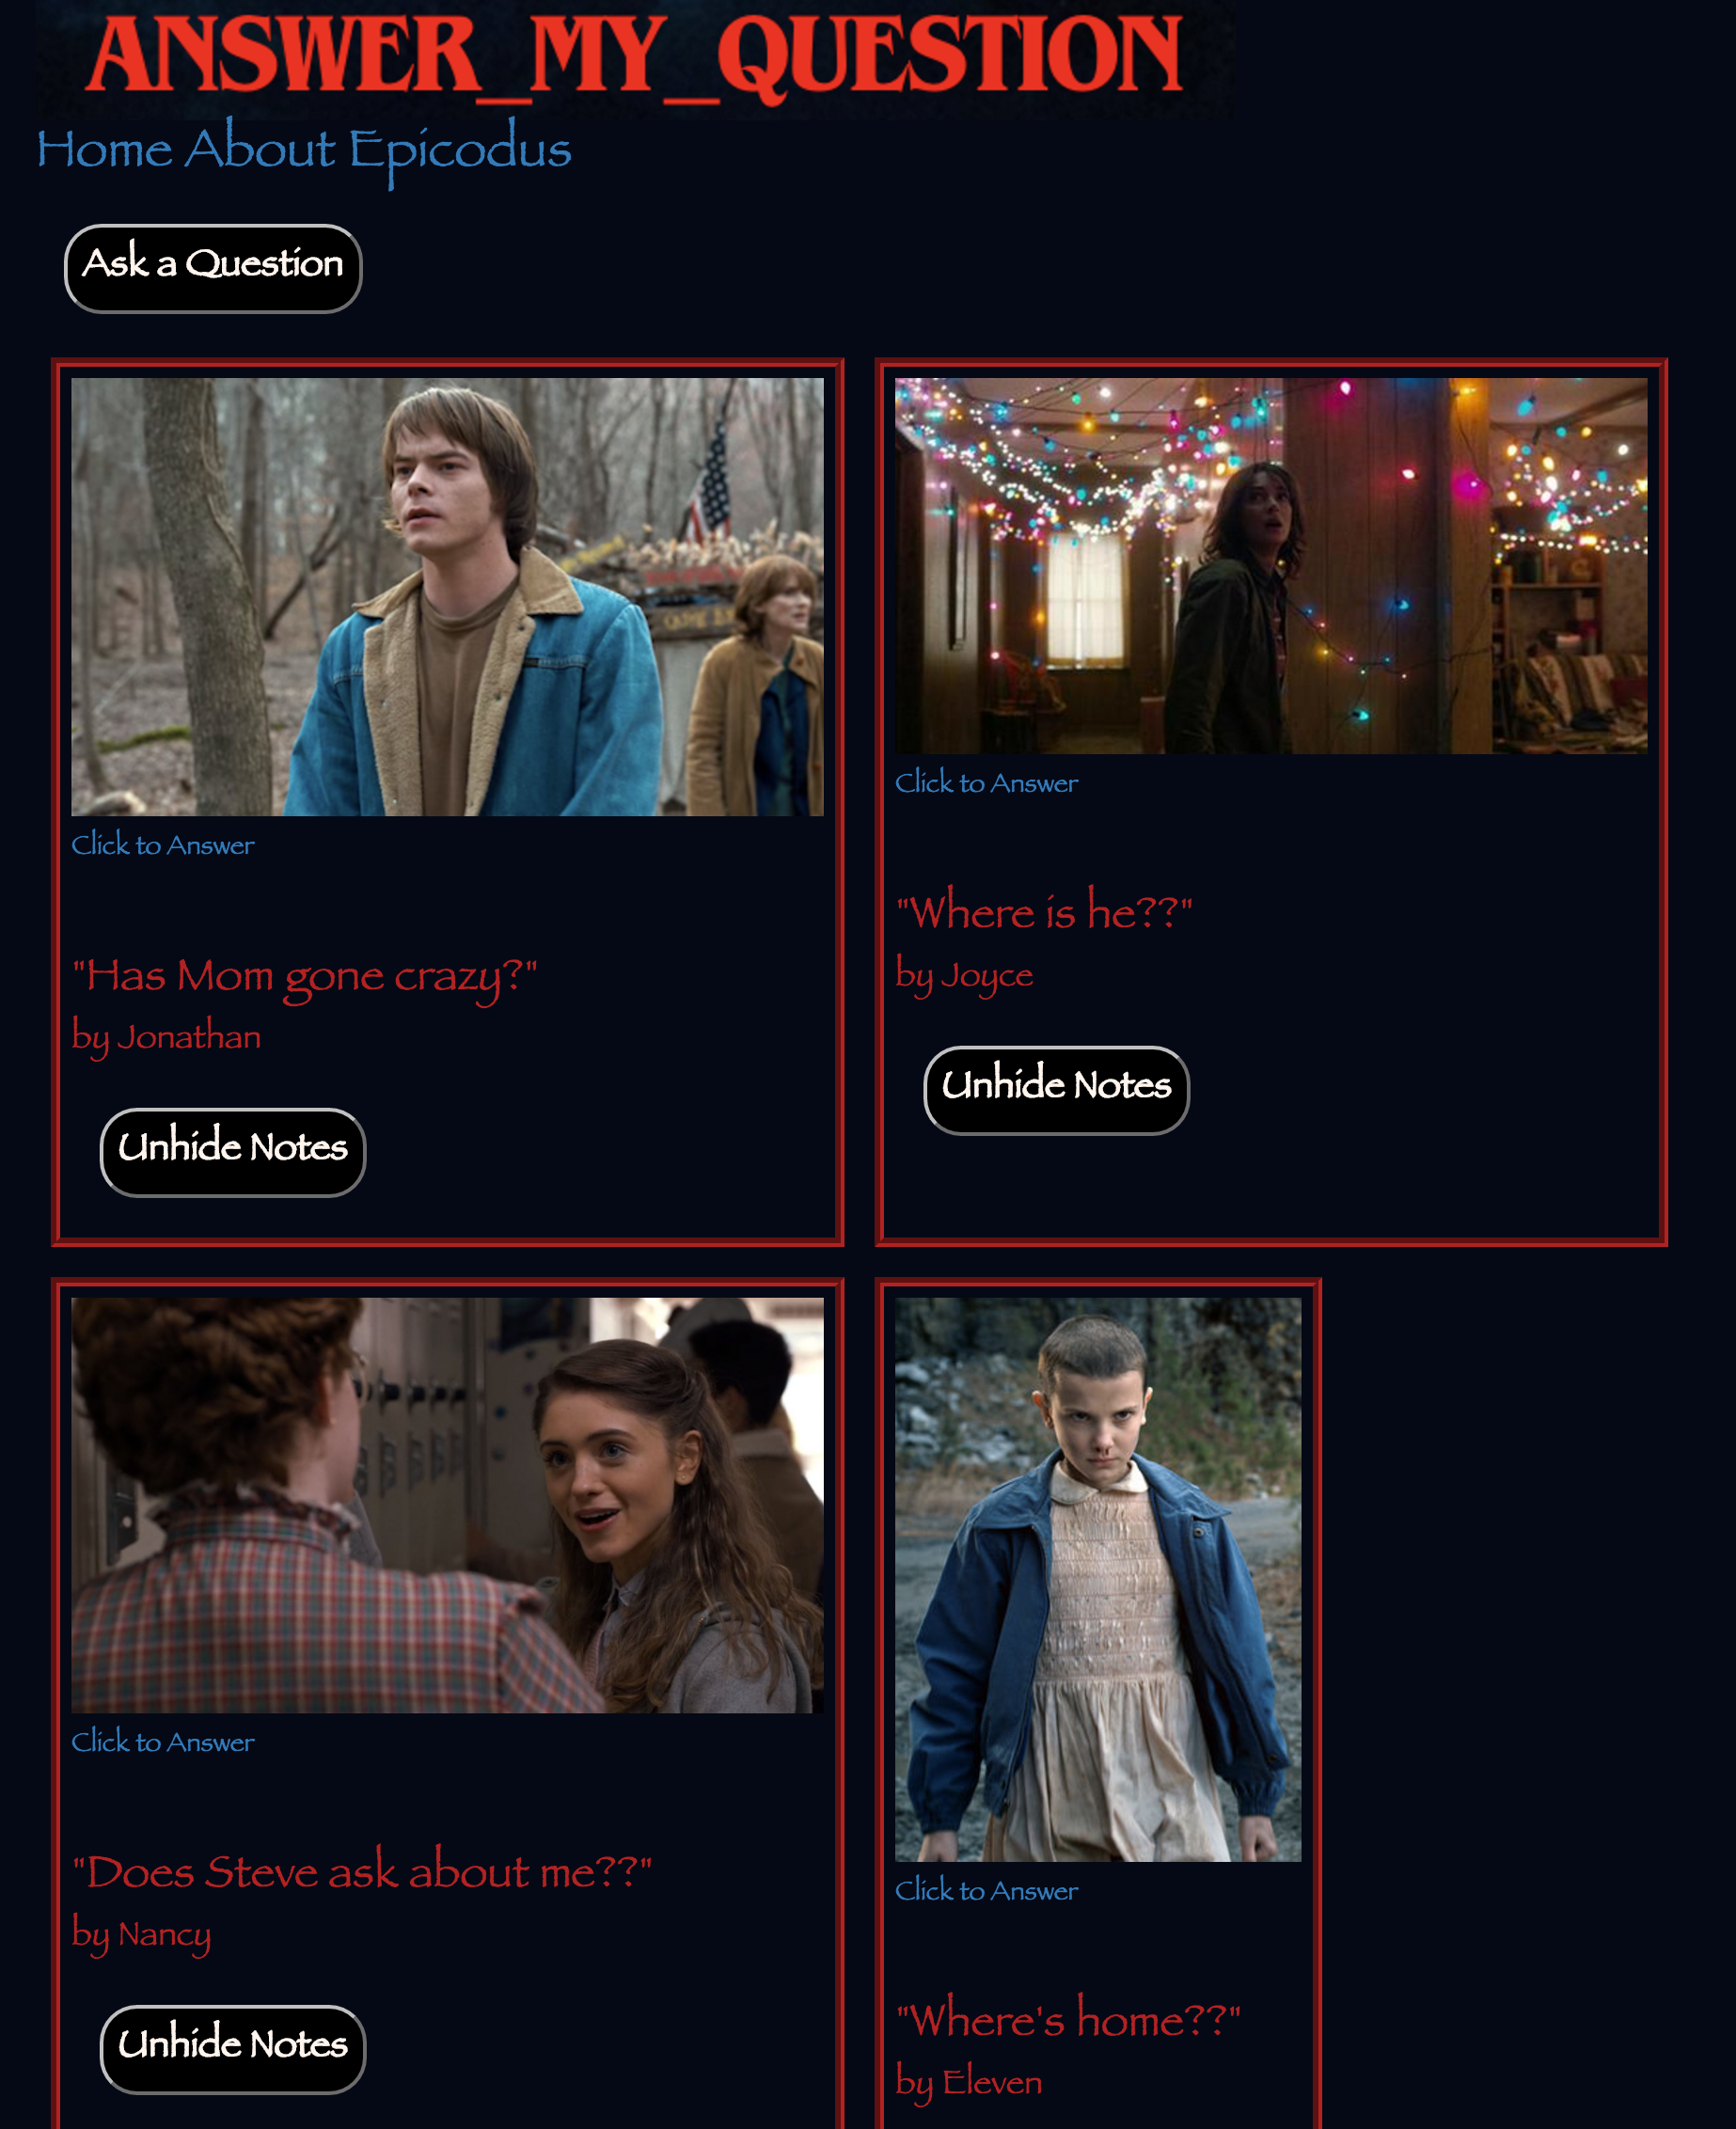 ANSWER_MY_QUESTION
Home About Epicodus
Ask a Question
Click to Answer
"Has Mom gone crazy?"
by Jonathan
Unhide Notes
Click to Answer
"Where is he??"
by Joyce
Unhide Notes
Click to Answer
"Does Steve ask about me??"
by Nancy
Unhide Notes
Click to Answer
"Where's home??"
by Eleven